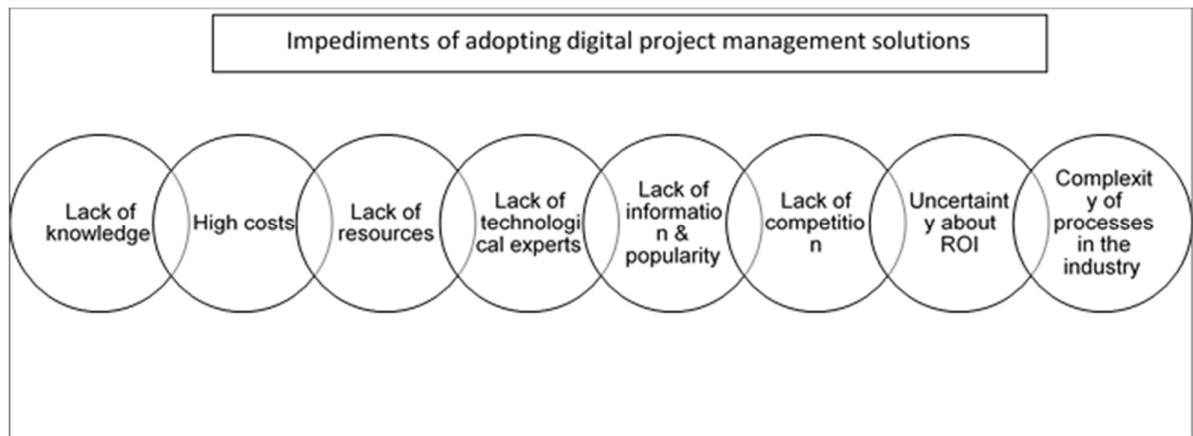 Impediments of adopting digital project management solutions
Lack of
knowledge
High costs
Lack of
resources
Lack of
technologi
cal experts
Lack of
informatio
n &
popularity
Lack of
competitio
n
Uncertaint
y about
ROI
Complexit
y of
processes
in the
industry